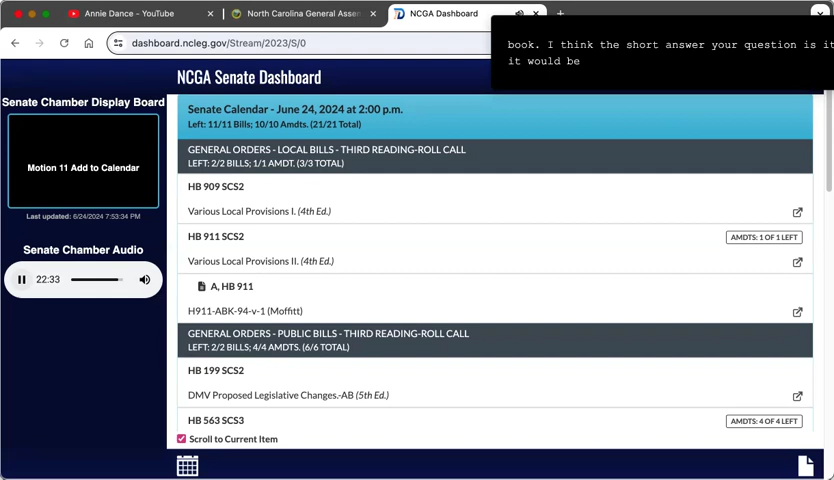 Annie Dance - YouTube
North Carolina General Assem
NCGA Dashboard
dashboard.ncleg.gov/Stream/2023/S/0
book. I think the short answer your question is it
it would be
NCGA Senate Dashboard
Senate Chamber Display Board
Motion 11 Add to Calendar
Last updated: 6/24/2024 7:53:34 PM
Senate Chamber Audio
22:33
Senate Calendar - June 24, 2024 at 2:00 p.m.
Left: 11/11 Bills; 10/10 Amdts. (21/21 Total)
GENERAL ORDERS - LOCAL BILLS - THIRD READING-ROLL CALL
LEFT: 2/2 BILLS; 1/1 AMDT. (3/3 TOTAL)
HB 909 SCS2
Various Local Provisions I. (4th Ed.)
HB 911 SCS2
AMDTS: 1 OF 1 LEFT
Various Local Provisions II. (4th Ed.)
A, HB 911
H911-ABK-94-v-1 (Moffitt)
GENERAL ORDERS - PUBLIC BILLS - THIRD READING-ROLL CALL
LEFT: 2/2 BILLS; 4/4 AMDTS. (6/6 TOTAL)
HB 199 SCS2
DMV Proposed Legislative Changes.-AB (5th Ed.)
HB 563 SCS3
AMDTS: 4 OF 4 LEFT
Scroll to Current Item